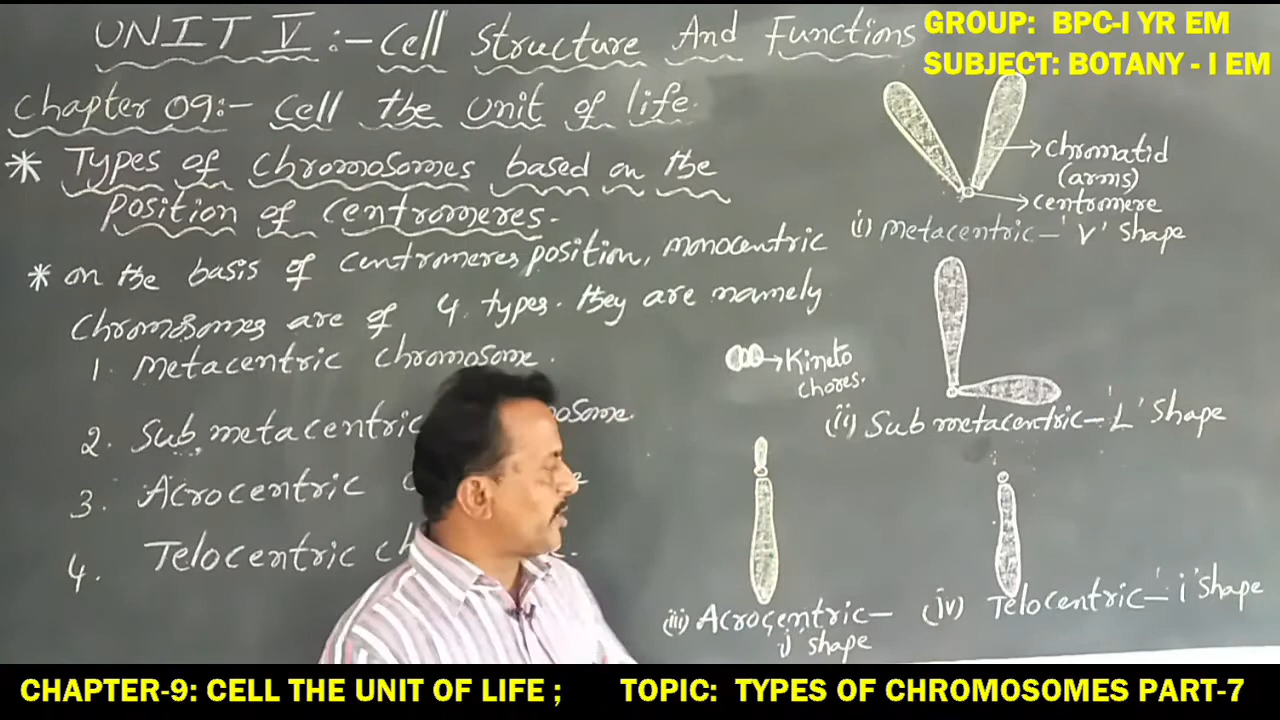 UNIT V :- Cell Structure And Functions
GROUP: BPC-I YR EM
SUBJECT: BOTANY - I EM
Chapter 09:- Cell the Unit of life.
* Types of Chromosomes based on the
Position of Centromeres.
* on the basis of Centromeres position, monocentric
Chromosomes are of 4 types. they are namely
1. Metacentric Chromosome.
2. Sub metacentric
3. Acrocentric
4. Telocentric
chromatid
(arms)
centromere
(i) Metacentric - 'V' shape
Kineto
chores.
(ii) Sub metacentric - 'L' shape
(iii) Acrocentric -
'j' shape
(iv) Telocentric - 'i' shape
CHAPTER-9: CELL THE UNIT OF LIFE ; TOPIC: TYPES OF CHROMOSOMES PART-7